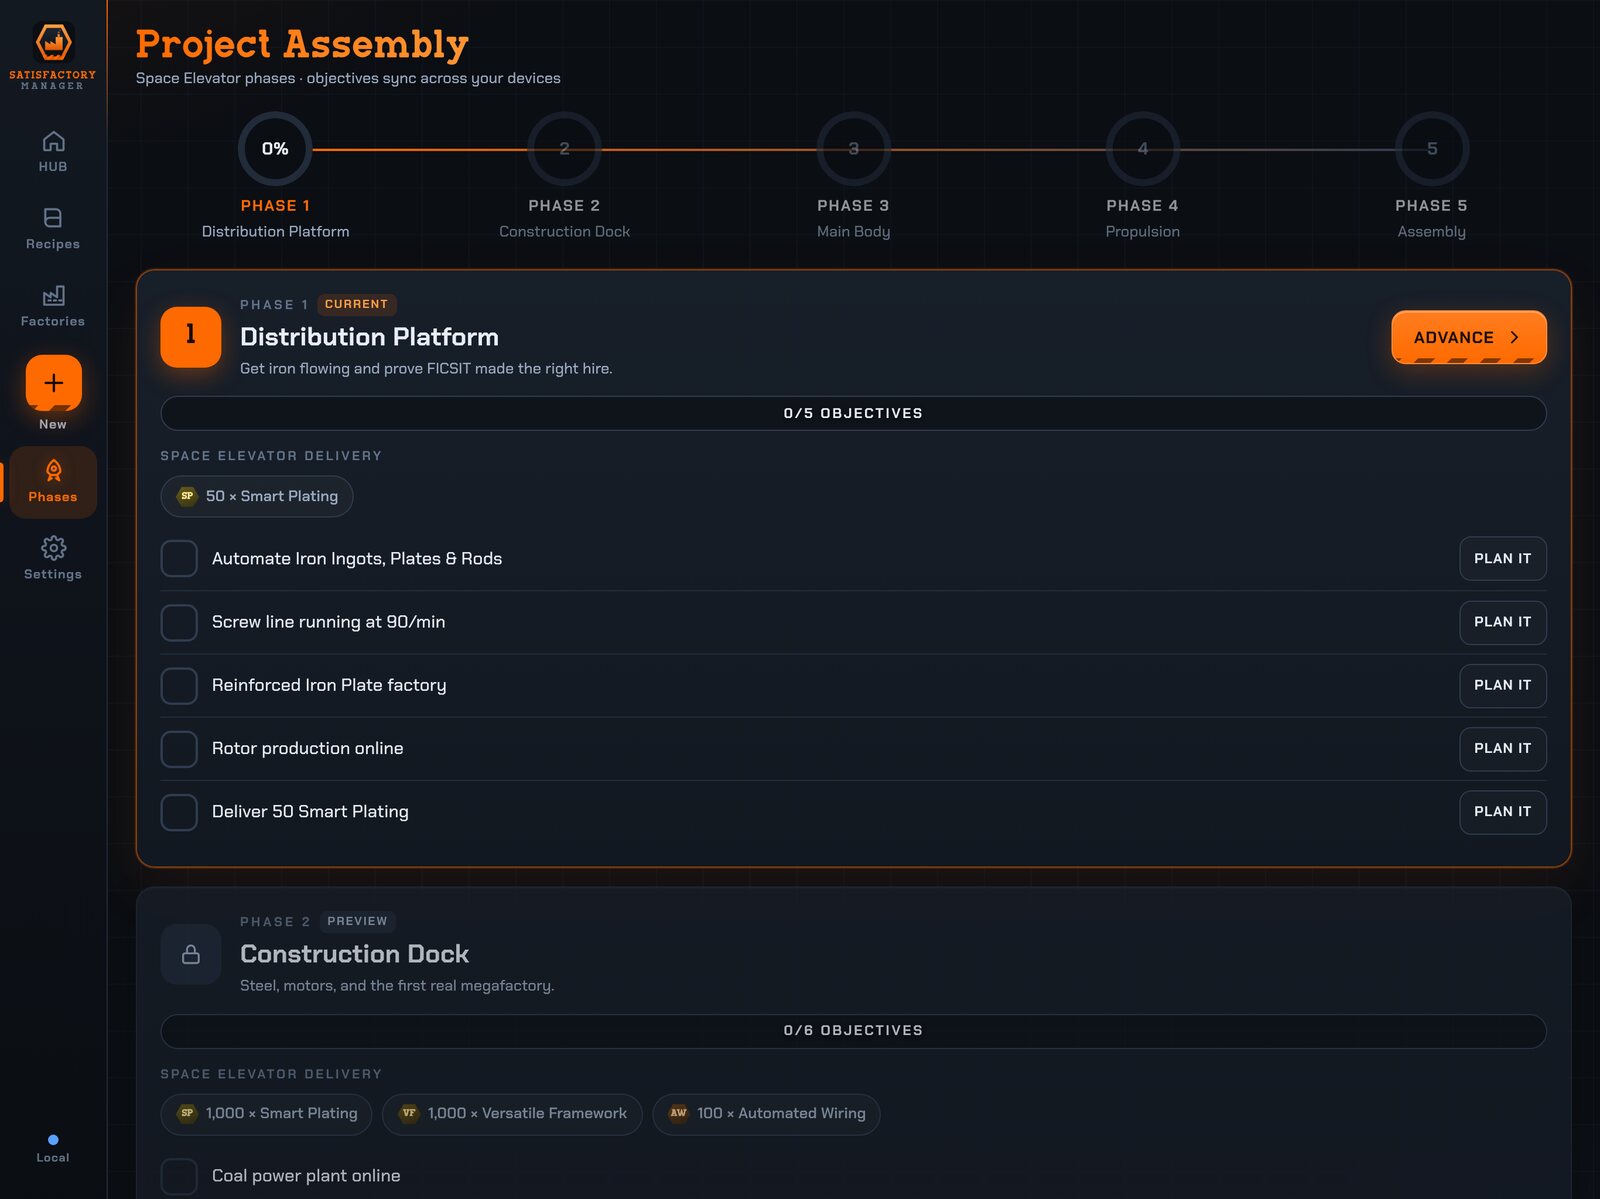 SATISFACTORY
MANAGER
HUB
Recipes
Factories
New
Phases
Settings
Local
Project Assembly
Space Elevator phases · objectives sync across your devices
0%
2
3
4
5
PHASE 1
PHASE 2
PHASE 3
PHASE 4
PHASE 5
Distribution Platform
Construction Dock
Main Body
Propulsion
Assembly
1
PHASE 1 CURRENT
Distribution Platform
Get iron flowing and prove FICSIT made the right hire.
ADVANCE
0/5 OBJECTIVES
SPACE ELEVATOR DELIVERY
SP 50 × Smart Plating
Automate Iron Ingots, Plates & Rods PLAN IT
Screw line running at 90/min PLAN IT
Reinforced Iron Plate factory PLAN IT
Rotor production online PLAN IT
Deliver 50 Smart Plating PLAN IT
PHASE 2 PREVIEW
Construction Dock
Steel, motors, and the first real megafactory.
0/6 OBJECTIVES
SPACE ELEVATOR DELIVERY
SP 1,000 × Smart Plating VF 1,000 × Versatile Framework AW 100 × Automated Wiring
Coal power plant online